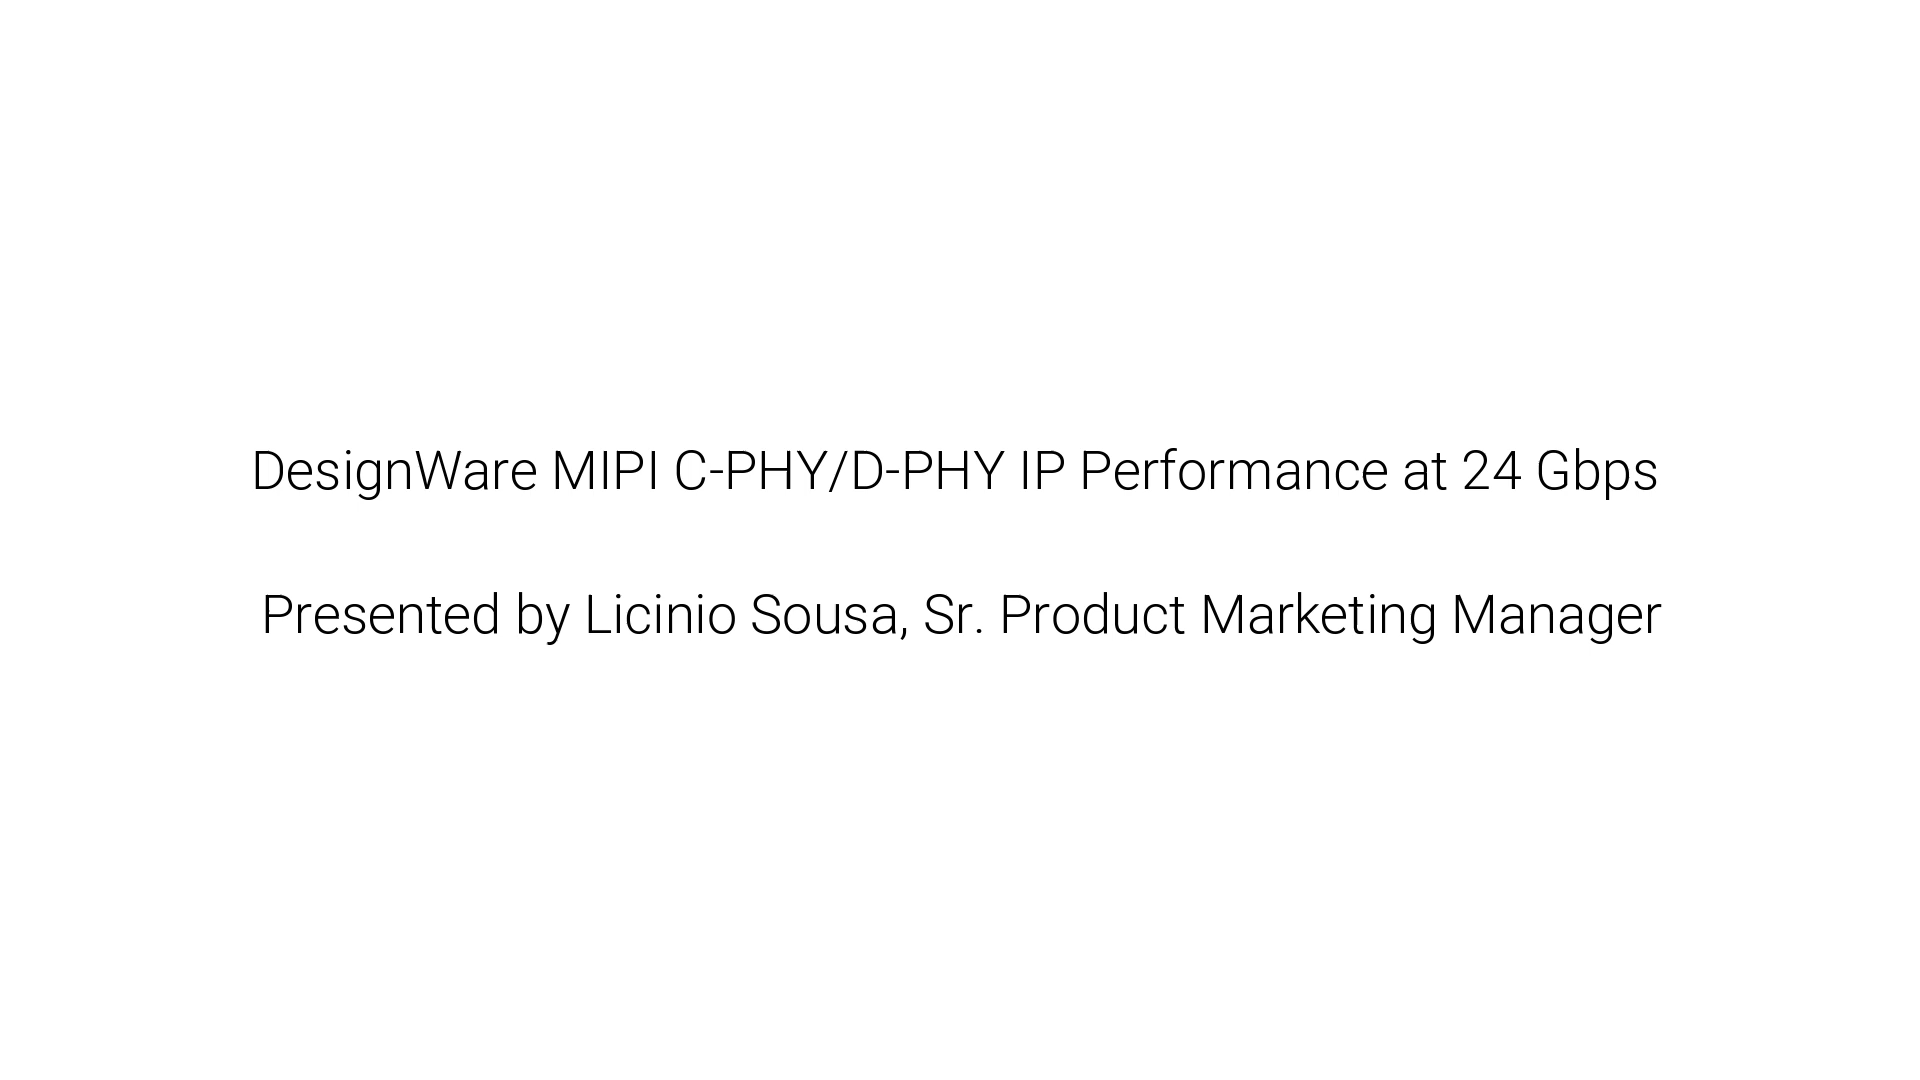 DesignWare MIPI C-PHY/D-PHY IP Performance at 24 Gbps
Presented by Licinio Sousa, Sr. Product Marketing Manager